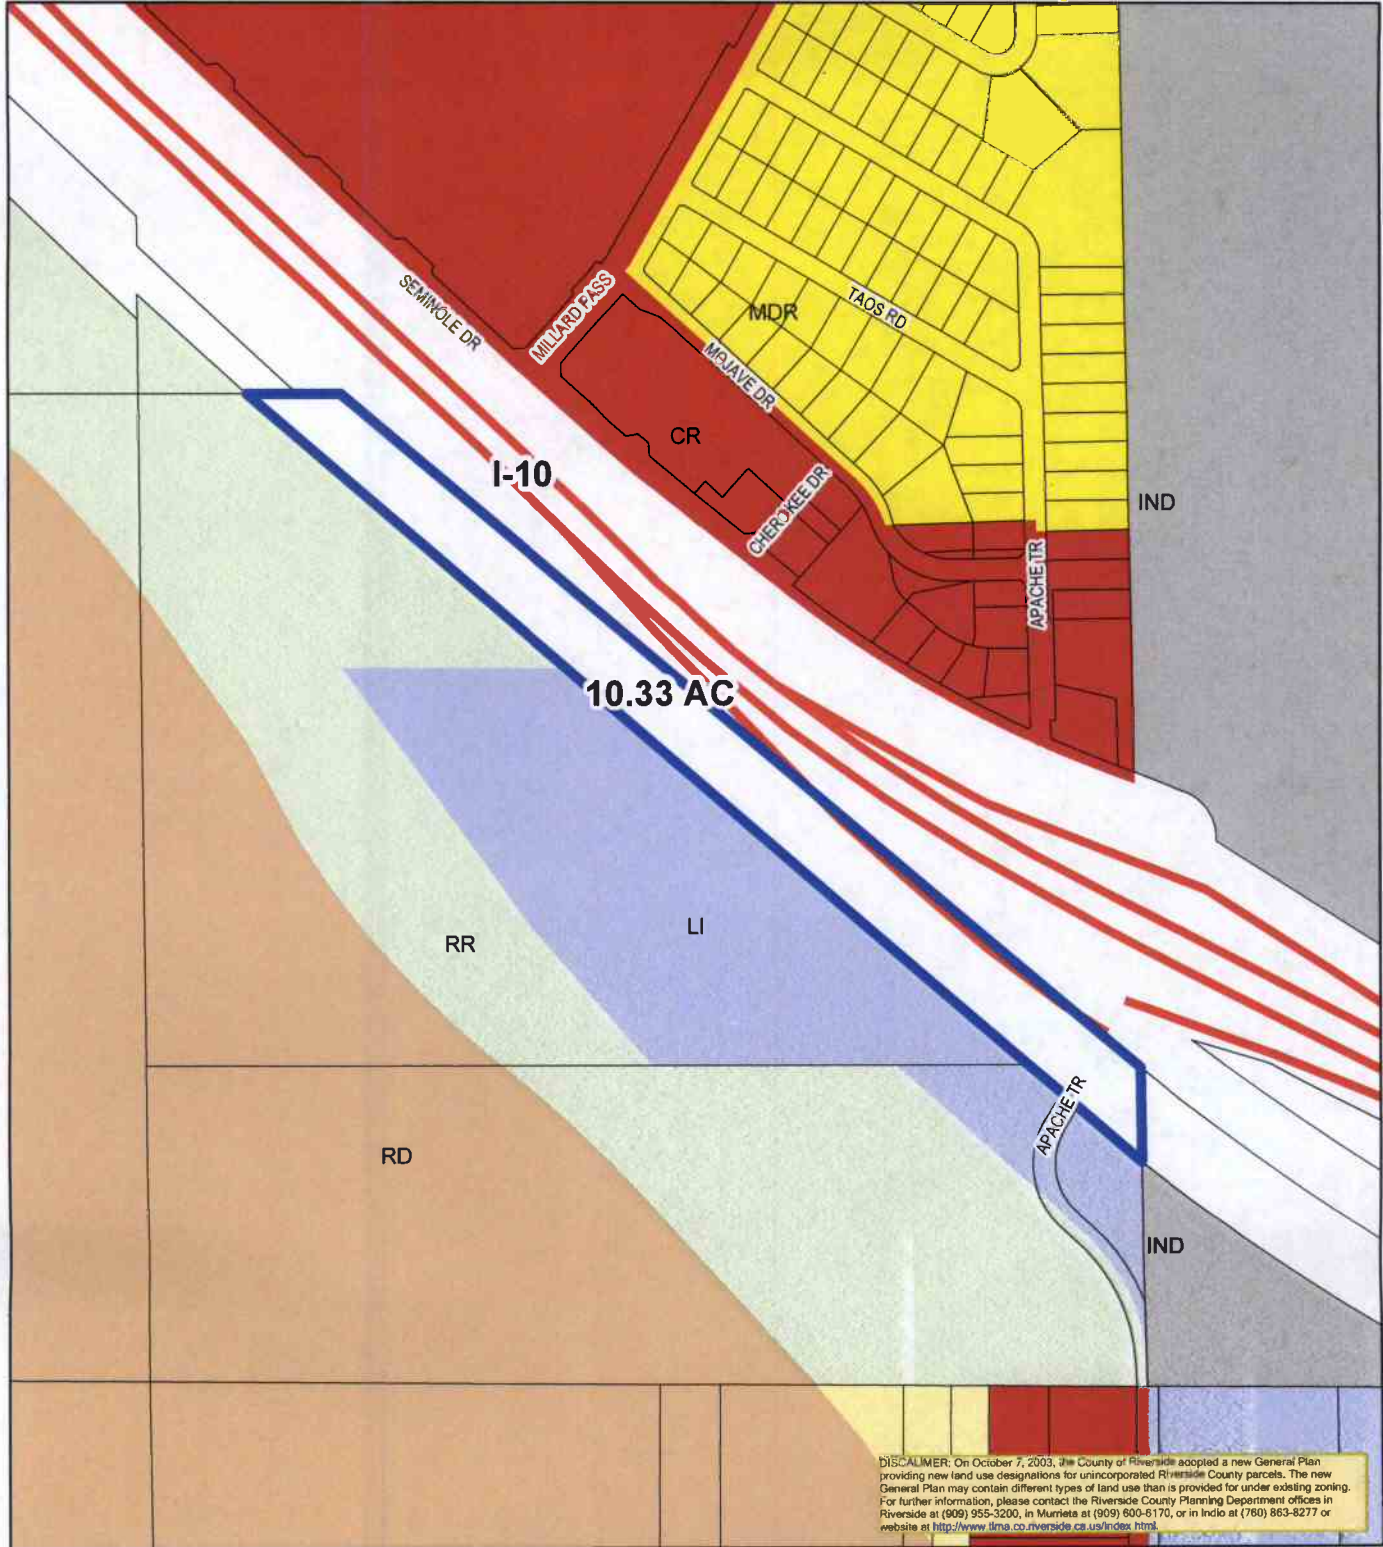 SEMINOLE DR
MILLARD PASS
MDR
TAOS RD
MOJAVE DR
CR
I-10
CHEROKEE DR
IND
APACHE TR
10.33 AC
LI
RR
APACHE TR
RD
IND
DISCALIMER: On October 7, 2003, the County of Riverside adopted a new General Plan
providing new land use designations for unincorporated Riverside County parcels. The new
General Plan may contain different types of land use than is provided for under existing zoning.
For further information, please contact the Riverside County Planning Department offices in
Riverside at (909) 955-3200, in Murrieta at (909) 600-6170, or in Indio at (760) 863-8277 or
website at http://www.tlma.co.riverside.ca.us/index.html.